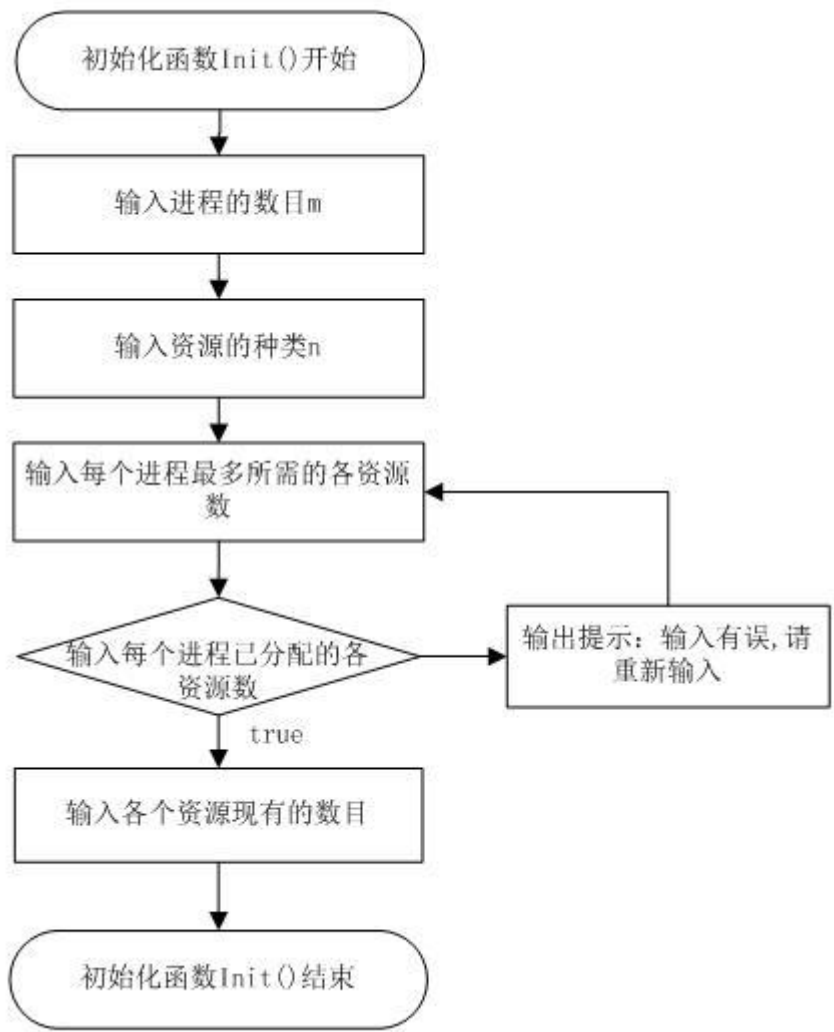 初始化函数Init()开始
输入进程的数目m
输入资源的种类n
输入每个进程最多所需的各资源
数
输入每个进程已分配的各
资源数
输出提示：输入有误,请
重新输入
true
输入各个资源现有的数目
初始化函数Init()结束